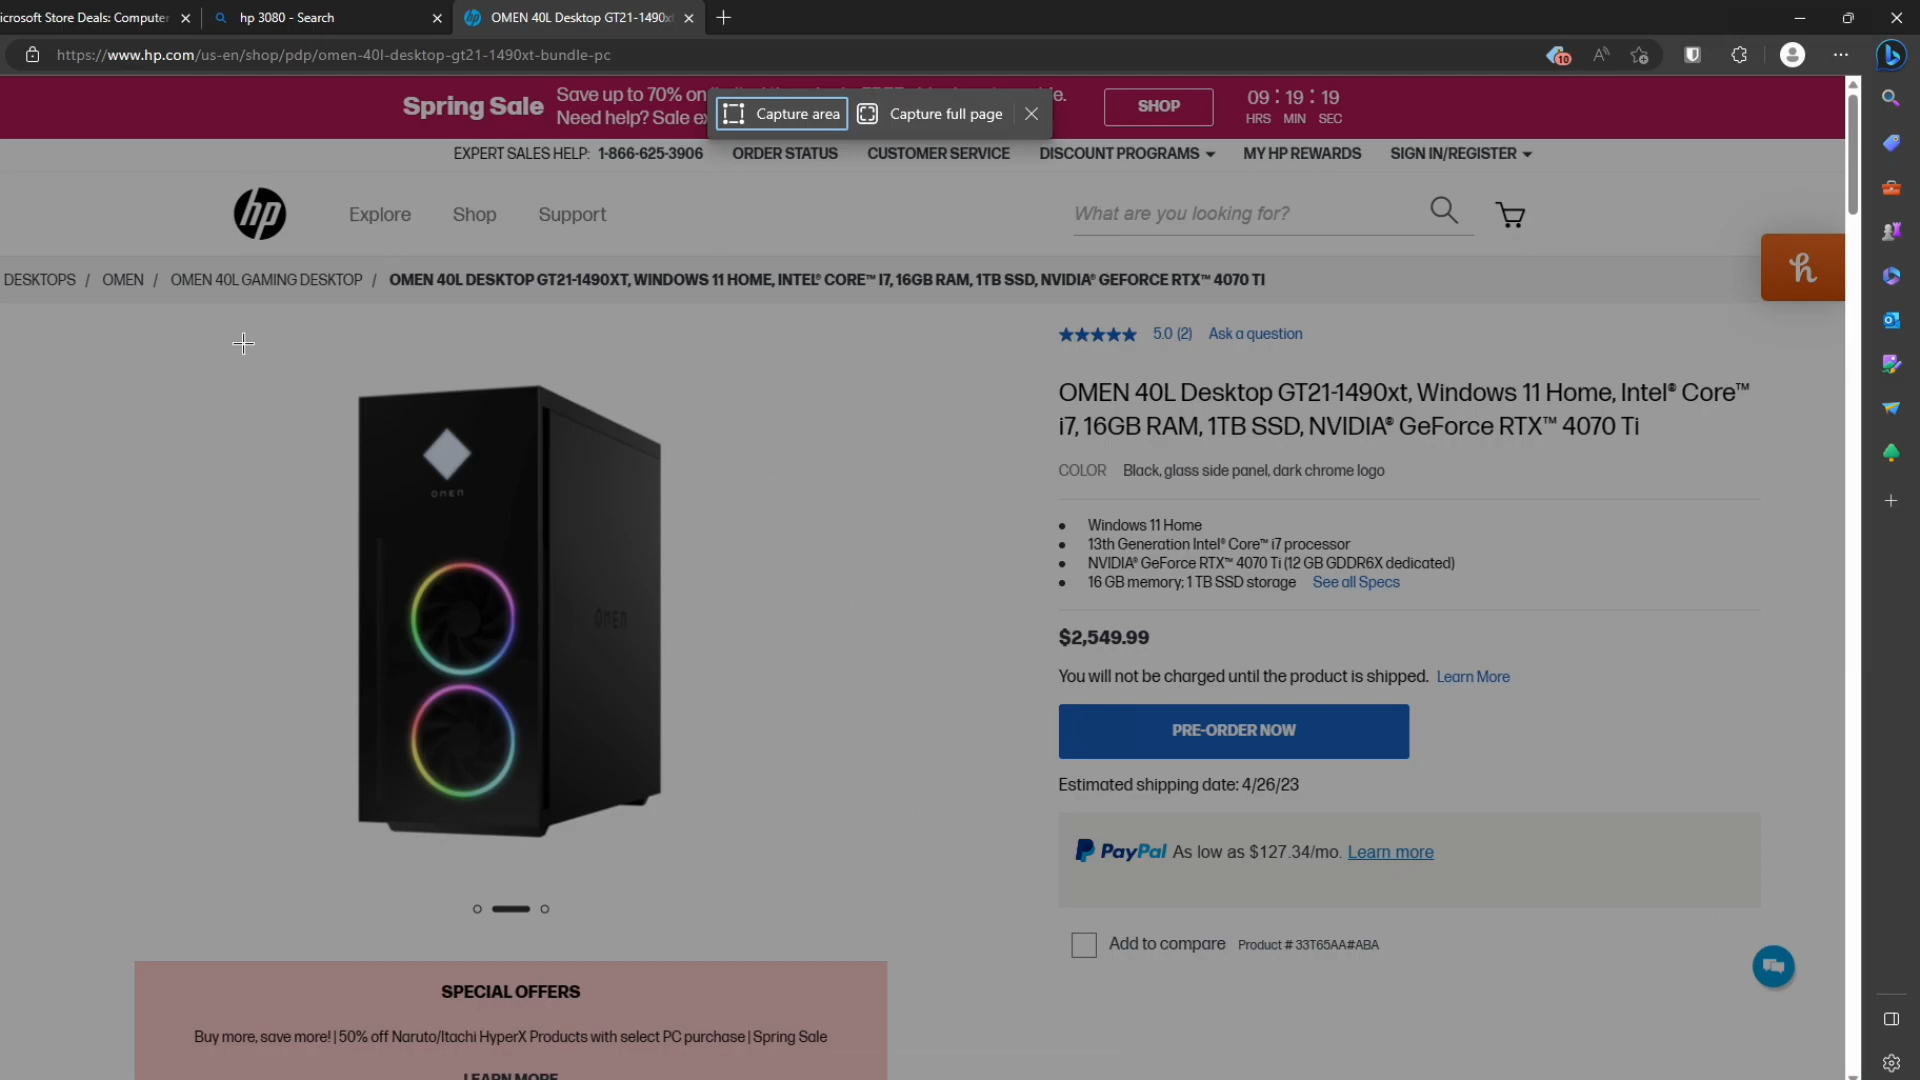 icrosoft Store Deals: Computer
hp 3080 - Search
OMEN 40L Desktop GT21-1490x
https://www.hp.com/us-en/shop/pdp/omen-40l-desktop-gt21-1490xt-bundle-pc
10
Spring Sale
Save up to 70% on
Need help? Sale ex
Capture area
Capture full page
SHOP
09 : 19 : 19
HRS MIN SEC
EXPERT SALES HELP: 1-866-625-3906
ORDER STATUS
CUSTOMER SERVICE
DISCOUNT PROGRAMS
MY HP REWARDS
SIGN IN/REGISTER
hp
Explore
Shop
Support
What are you looking for?
DESKTOPS / OMEN / OMEN 40L GAMING DESKTOP / OMEN 40L DESKTOP GT21-1490XT, WINDOWS 11 HOME, INTEL® CORE™ I7, 16GB RAM, 1TB SSD, NVIDIA® GEFORCE RTX™ 4070 TI
h
5.0 (2) Ask a question
OMEN 40L Desktop GT21-1490xt, Windows 11 Home, Intel® Core™
i7, 16GB RAM, 1TB SSD, NVIDIA® GeForce RTX™ 4070 Ti
COLOR Black, glass side panel, dark chrome logo
Windows 11 Home
13th Generation Intel® Core™ i7 processor
NVIDIA® GeForce RTX™ 4070 Ti (12 GB GDDR6X dedicated)
16 GB memory; 1 TB SSD storage See all Specs
OMEN
OMEN
$2,549.99
You will not be charged until the product is shipped. Learn More
PRE-ORDER NOW
Estimated shipping date: 4/26/23
PayPal As low as $127.34/mo. Learn more
Add to compare Product # 33T65AA#ABA
SPECIAL OFFERS
Buy more, save more! | 50% off Naruto/Itachi HyperX Products with select PC purchase | Spring Sale
LEARN MORE